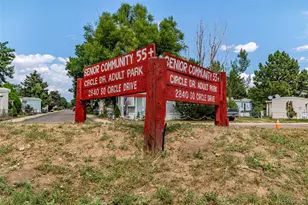 SENIOR COMMUNITY 55+
CIRCLE DR. ADULT PARK
2840 SO CIRCLE DRIVE
SENIOR COMMUNITY 55+
CIRCLE DR. ADULT PARK
2840 SO CIRCLE DRIVE